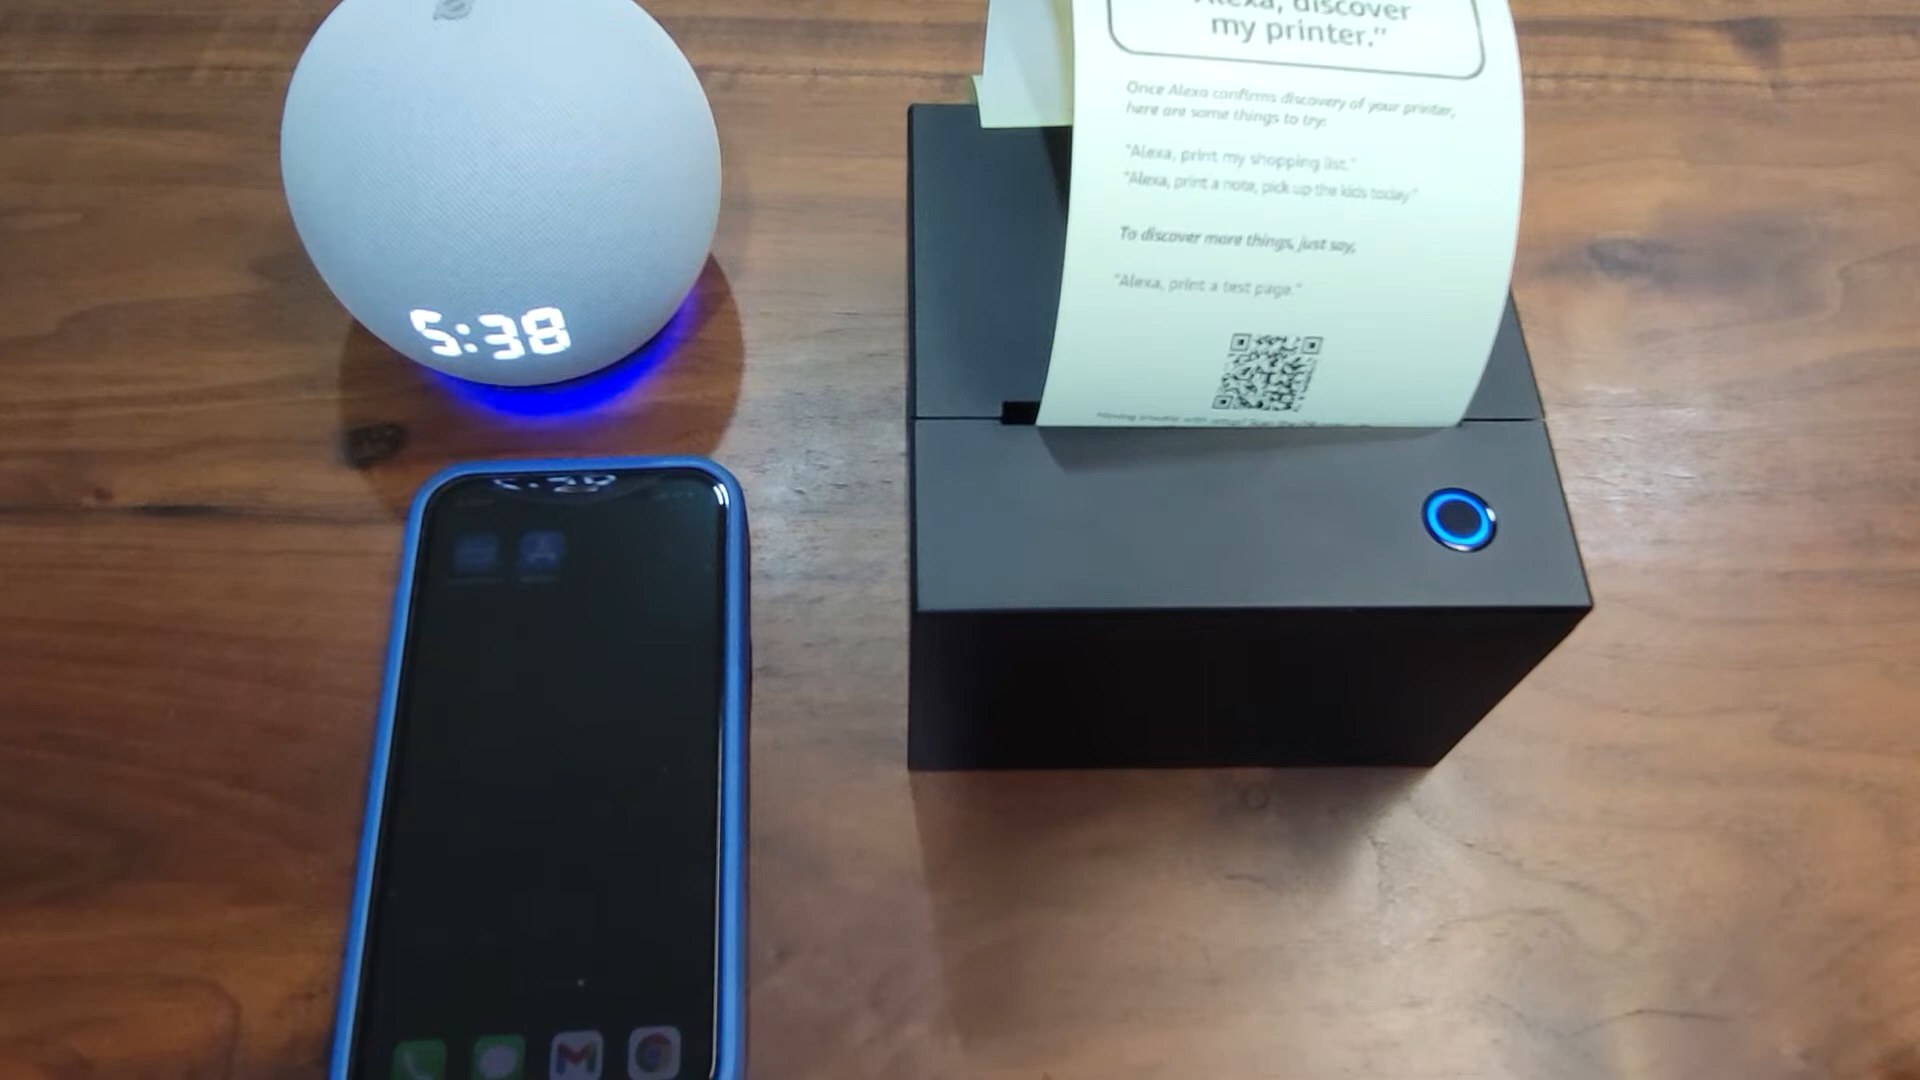 5:38
"Alexa, discover
my printer."
Once Alexa confirms discovery of your printer,
here are some things to try:
"Alexa, print my shopping list."
"Alexa, print a note, pick up the kids today."
To discover more things, just say,
"Alexa, print a test page."